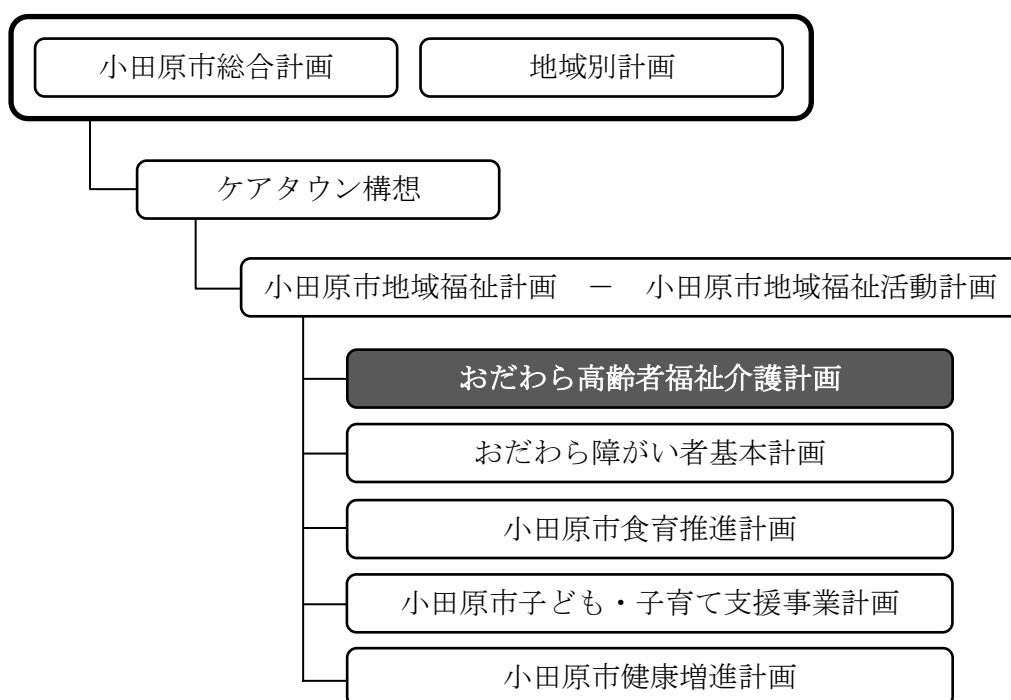 小田原市総合計画 地域別計画
ケアタウン構想
小田原市地域福祉計画 － 小田原市地域福祉活動計画
おだわら高齢者福祉介護計画
おだわら障がい者基本計画
小田原市食育推進計画
小田原市子ども・子育て支援事業計画
小田原市健康増進計画